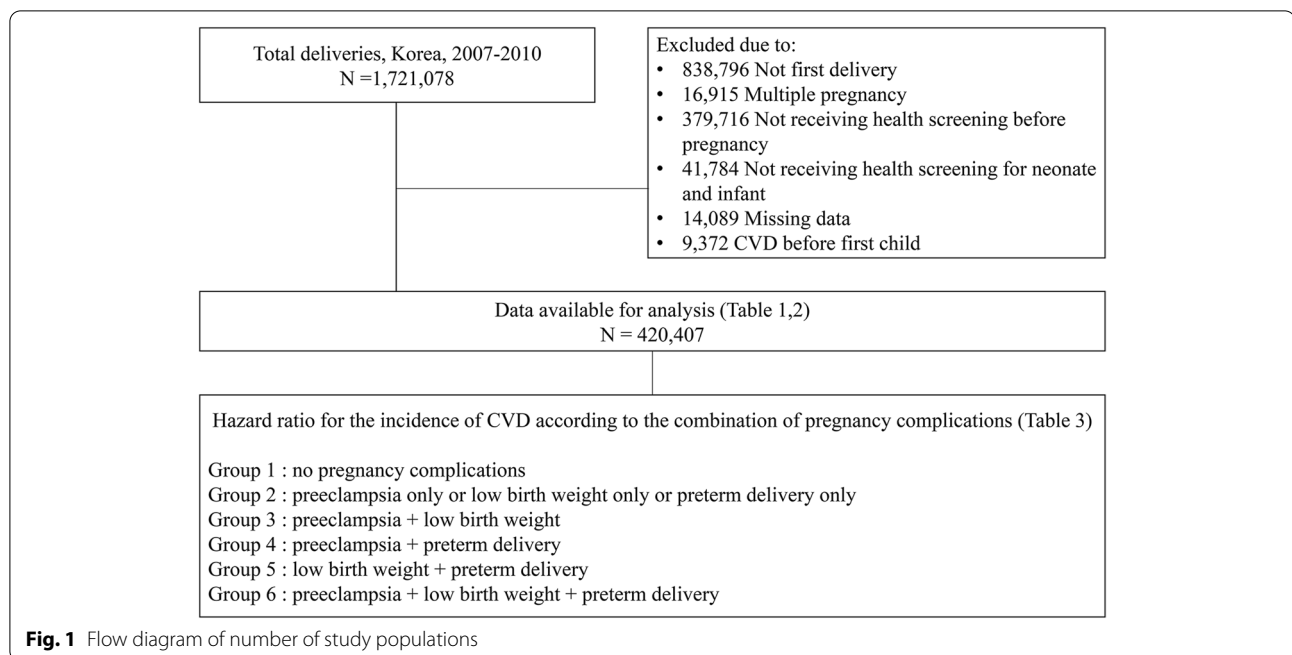 Total deliveries, Korea, 2007-2010
N =1,721,078
Excluded due to:
• 838,796 Not first delivery
• 16,915 Multiple pregnancy
• 379,716 Not receiving health screening before
pregnancy
• 41,784 Not receiving health screening for neonate
and infant
• 14,089 Missing data
• 9,372 CVD before first child
Data available for analysis (Table 1,2)
N = 420,407
Hazard ratio for the incidence of CVD according to the combination of pregnancy complications (Table 3)
Group 1 : no pregnancy complications
Group 2 : preeclampsia only or low birth weight only or preterm delivery only
Group 3 : preeclampsia + low birth weight
Group 4 : preeclampsia + preterm delivery
Group 5 : low birth weight + preterm delivery
Group 6 : preeclampsia + low birth weight + preterm delivery
Fig. 1 Flow diagram of number of study populations